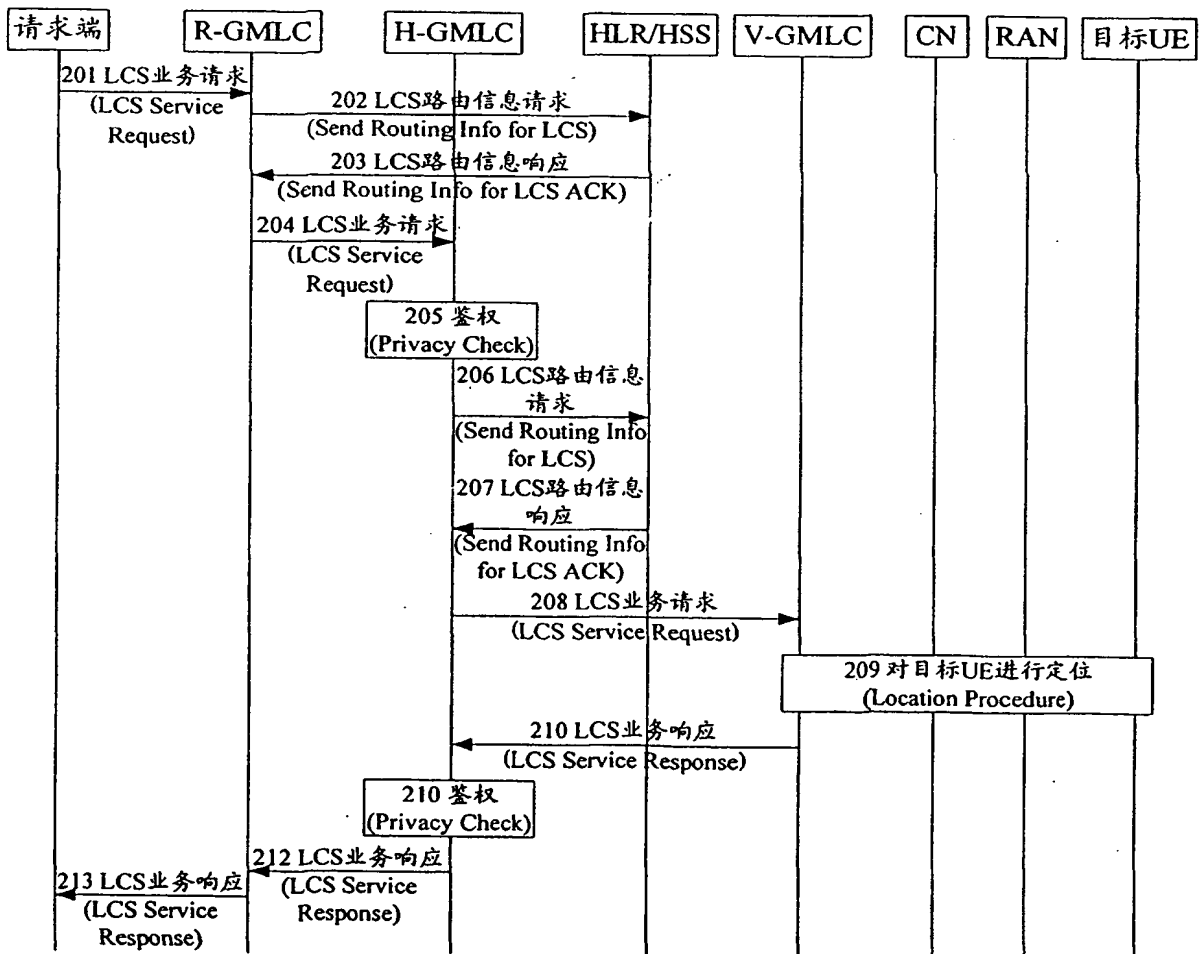 请求端
R-GMLC
H-GMLC
HLR/HSS
V-GMLC
CN
RAN
目标UE
201 LCS业务请求
(LCS Service
Request)
202 LCS路由信息请求
(Send Routing Info for LCS)
203 LCS路由信息响应
(Send Routing Info for LCS ACK)
204 LCS业务请求
(LCS Service
Request)
205 鉴权
(Privacy Check)
206 LCS路由信息
请求
(Send Routing Info
for LCS)
207 LCS路由信息
响应
(Send Routing Info
for LCS ACK)
208 LCS业务请求
(LCS Service Request)
209 对目标UE进行定位
(Location Procedure)
210 LCS业务响应
(LCS Service Response)
210 鉴权
(Privacy Check)
212 LCS业务响应
(LCS Service
Response)
213 LCS业务响应
(LCS Service
Response)